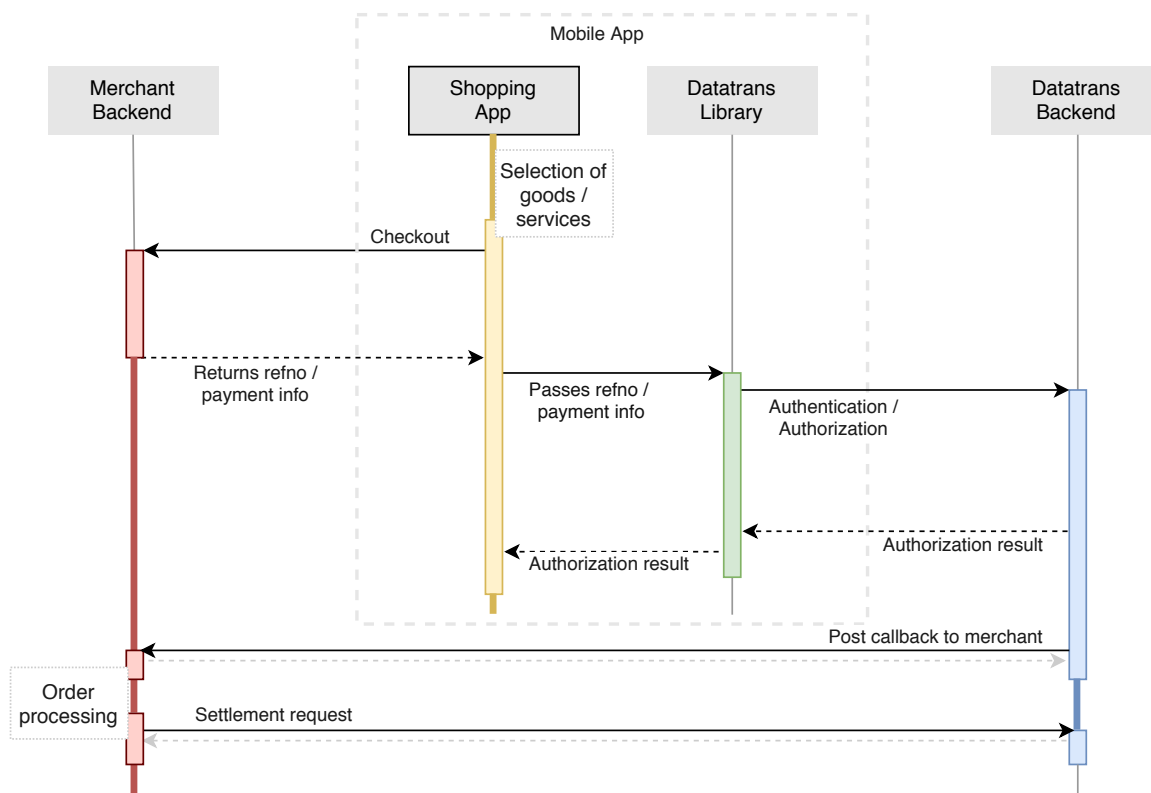 Mobile App
Merchant
Backend
Shopping
App
Datatrans
Library
Datatrans
Backend
Selection of
goods /
services
Checkout
Returns refno /
payment info
Passes refno /
payment info
Authentication /
Authorization
Authorization result
Authorization result
Post callback to merchant
Order
processing
Settlement request